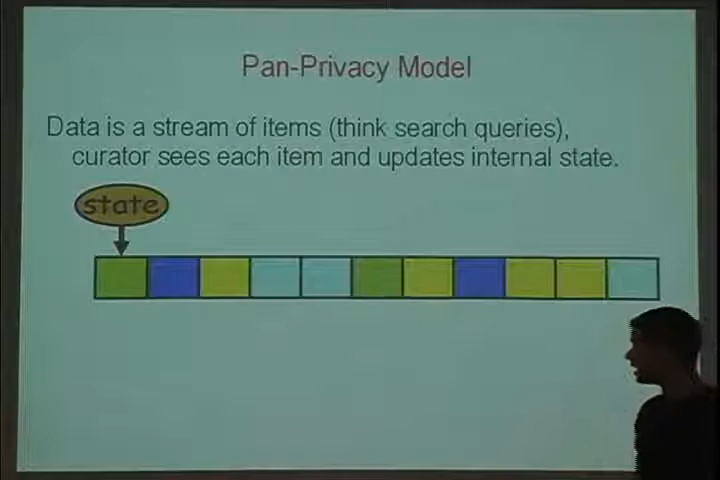 Pan-Privacy Model
Data is a stream of items (think search queries),
curator sees each item and updates internal state.
state